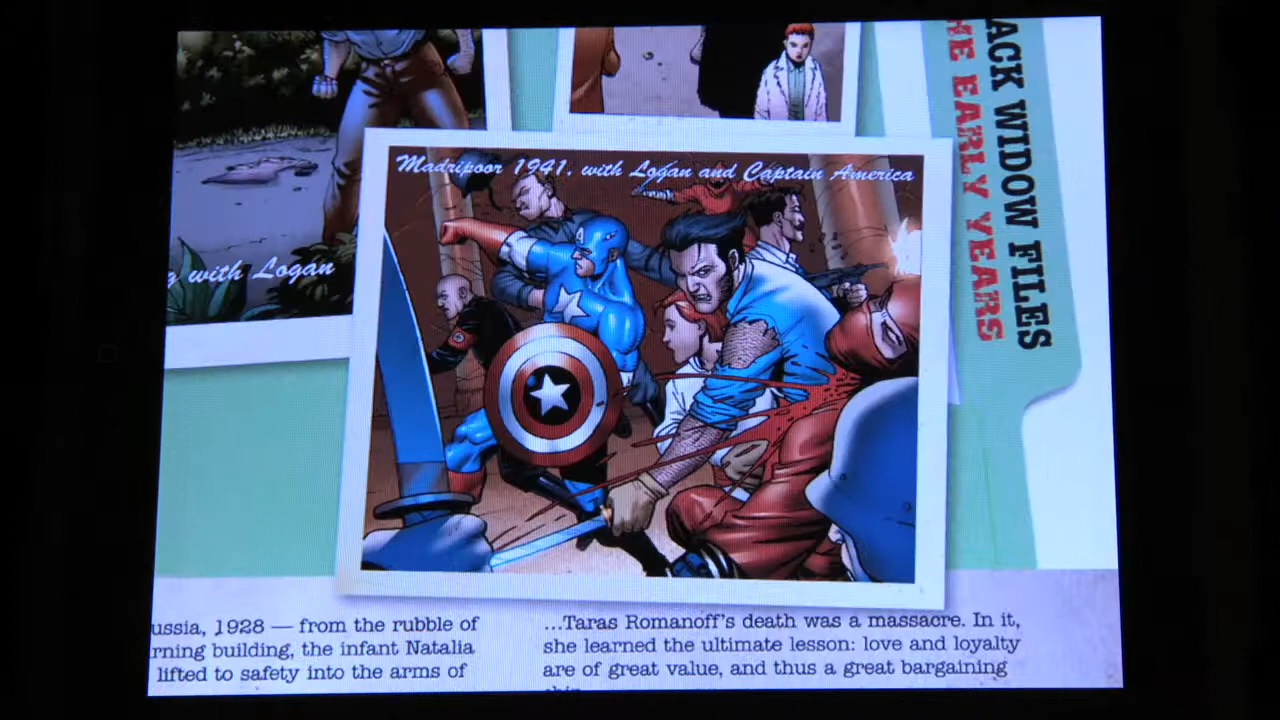 ACK WIDOW FILES
HE EARLY YEARS
Madripoor 1941, with Logan and Captain America
g with Logan
ussia, 1928 — from the rubble of
rning building, the infant Natalia
lifted to safety into the arms of
...Taras Romanoff's death was a massacre. In it,
she learned the ultimate lesson: love and loyalty
are of great value, and thus a great bargaining